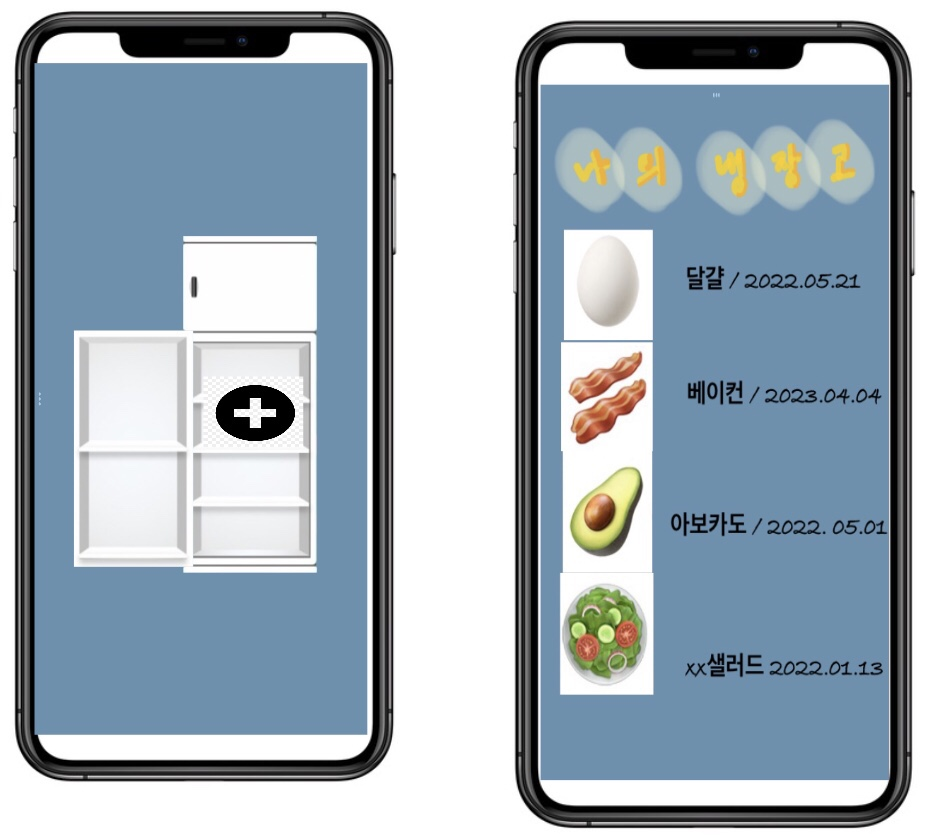 나의 냉장고
달걀 / 2022.05.21
베이컨 / 2023.04.04
아보카도 / 2022. 05.01
xx샐러드 2022.01.13